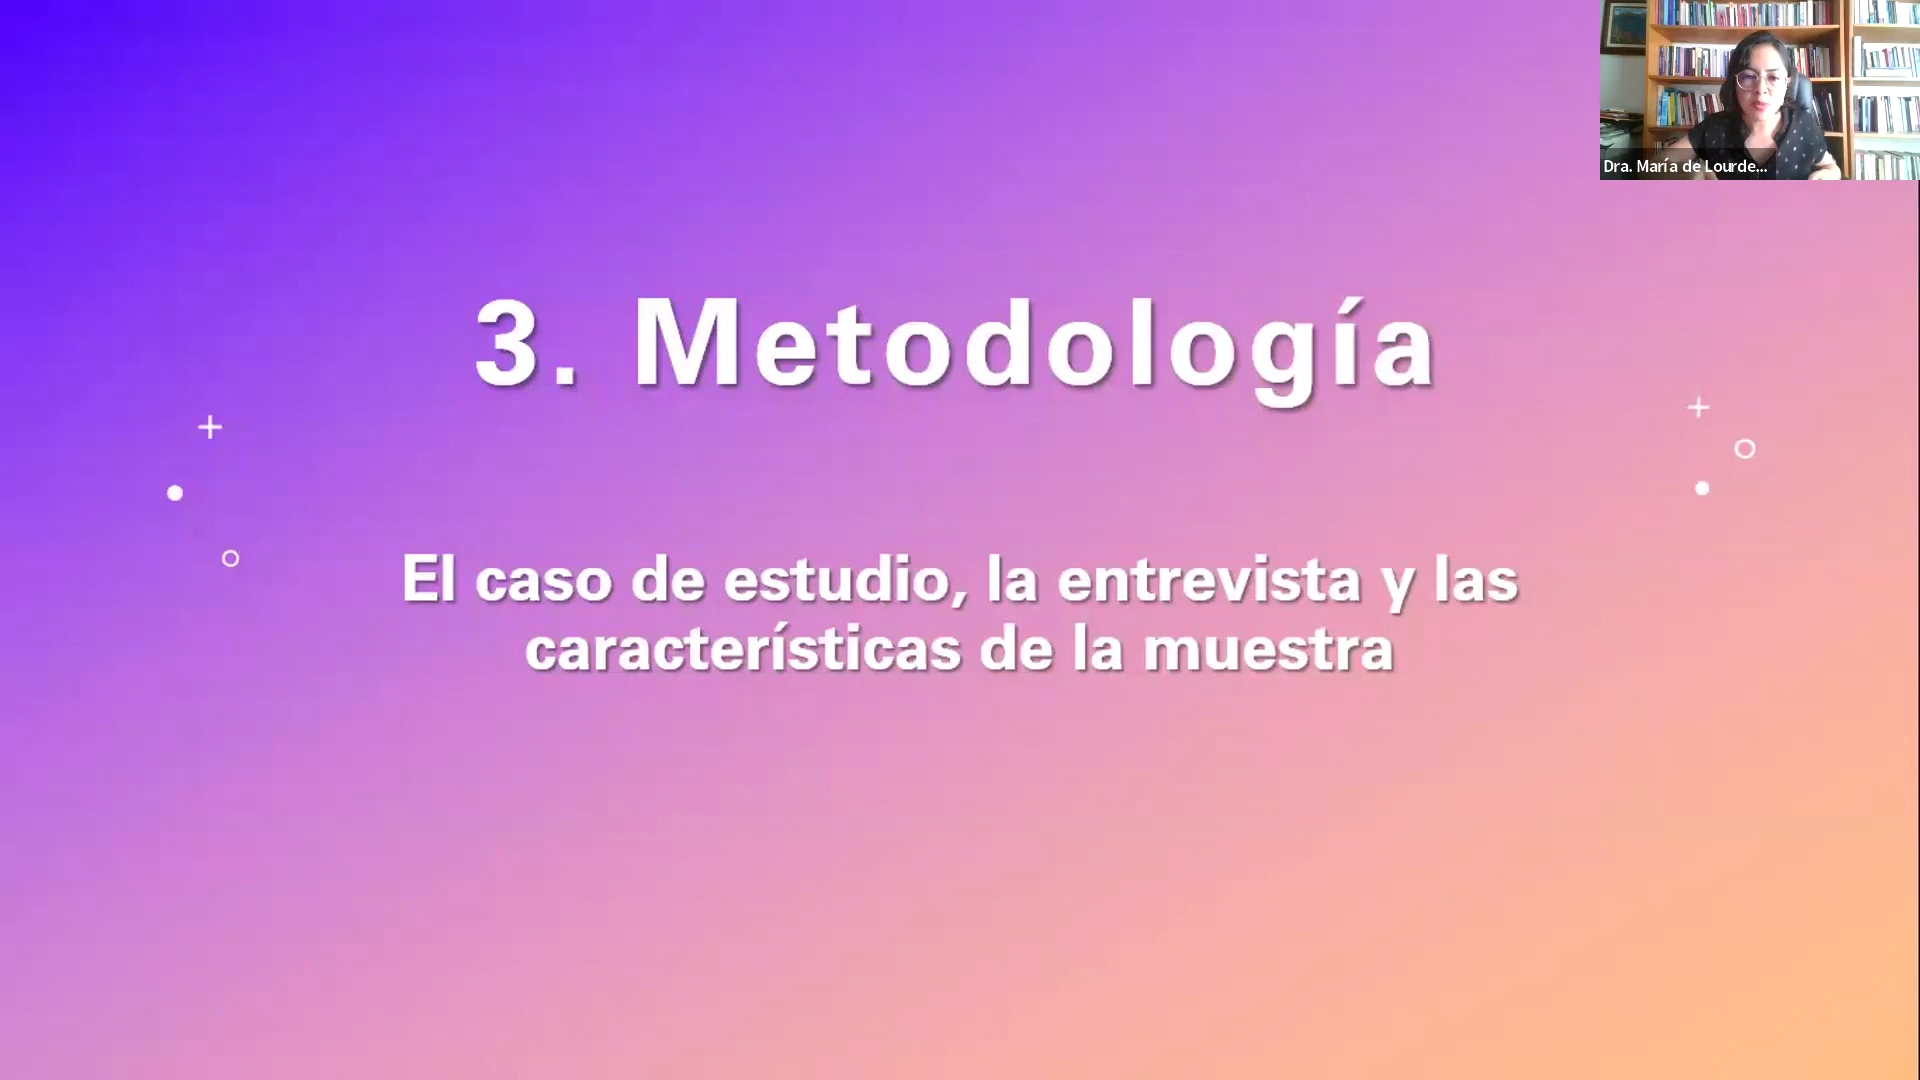 Dra. María de Lourde...
3. Metodología
El caso de estudio, la entrevista y las
características de la muestra